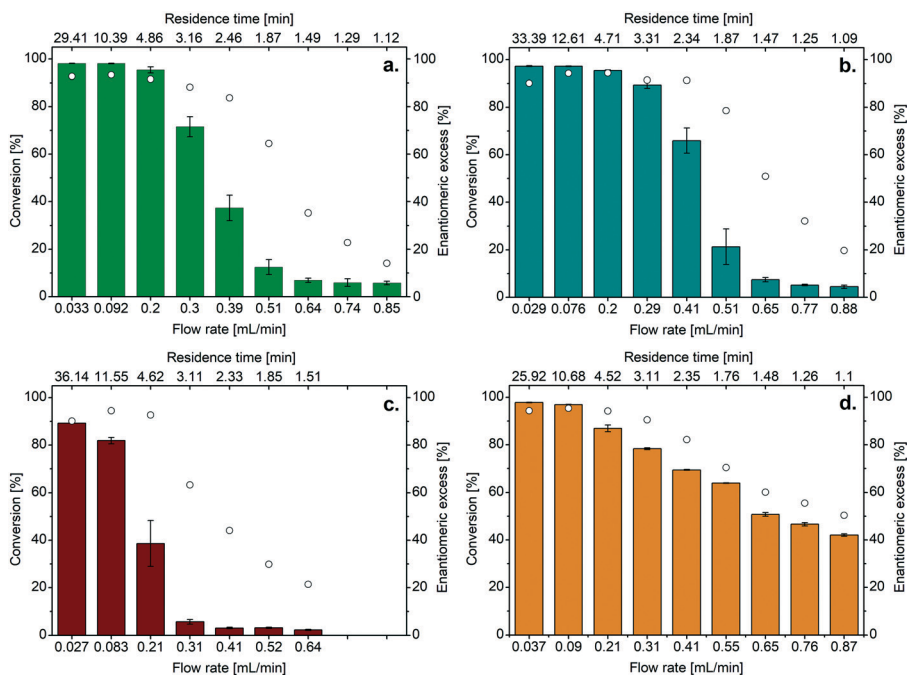 Residence time [min]
29.41 10.39 4.86 3.16 2.46 1.87 1.49 1.29 1.12
a.
Conversion [%]
100
80
60
40
20
0
Enantiomeric excess [%]
100
80
60
40
20
0
0.033 0.092 0.2 0.3 0.39 0.51 0.64 0.74 0.85
Flow rate [mL/min]
Residence time [min]
33.39 12.61 4.71 3.31 2.34 1.87 1.47 1.25 1.09
b.
Conversion [%]
100
80
60
40
20
0
Enantiomeric excess [%]
100
80
60
40
20
0
0.029 0.076 0.2 0.29 0.41 0.51 0.65 0.77 0.88
Flow rate [mL/min]
Residence time [min]
36.14 11.55 4.62 3.11 2.33 1.85 1.51
c.
Conversion [%]
100
80
60
40
20
0
Enantiomeric excess [%]
100
80
60
40
20
0
0.027 0.083 0.21 0.31 0.41 0.52 0.64
Flow rate [mL/min]
Residence time [min]
25.92 10.68 4.52 3.11 2.35 1.76 1.48 1.26 1.1
d.
Conversion [%]
100
80
60
40
20
0
Enantiomeric excess [%]
100
80
60
40
20
0
0.037 0.09 0.21 0.31 0.41 0.55 0.65 0.76 0.87
Flow rate [mL/min]